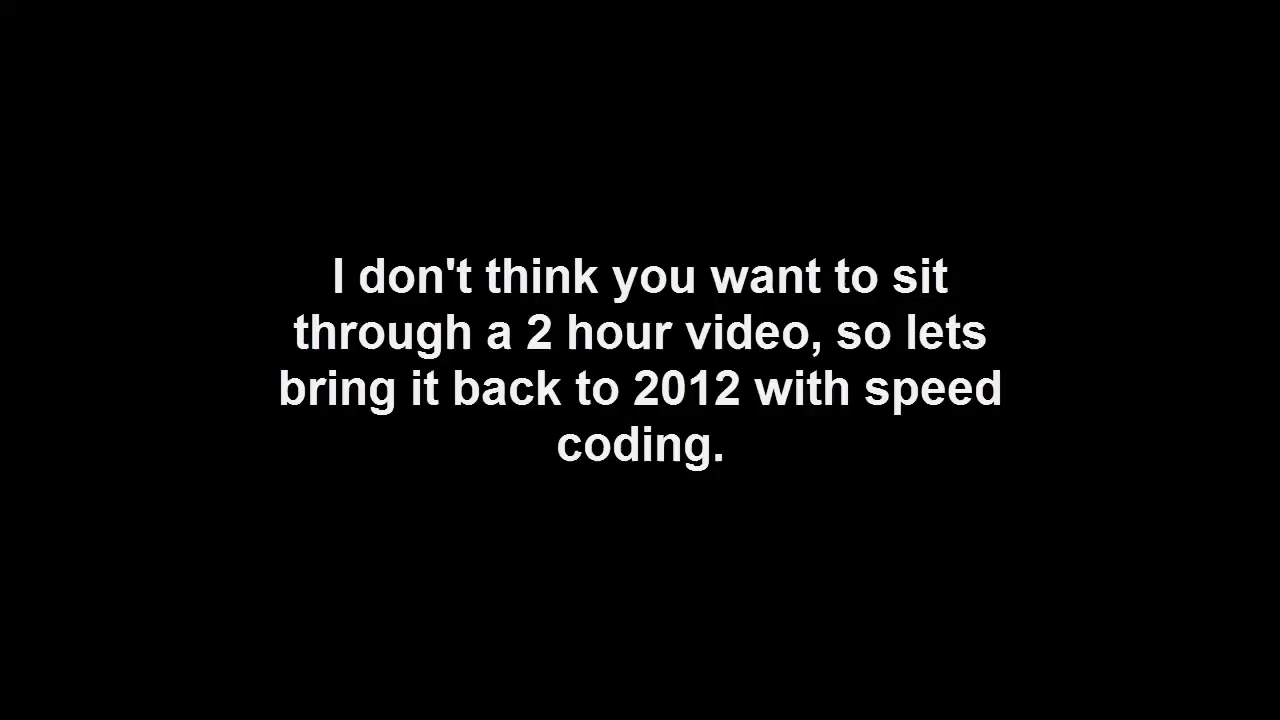 I don't think you want to sit
through a 2 hour video, so lets
bring it back to 2012 with speed
coding.